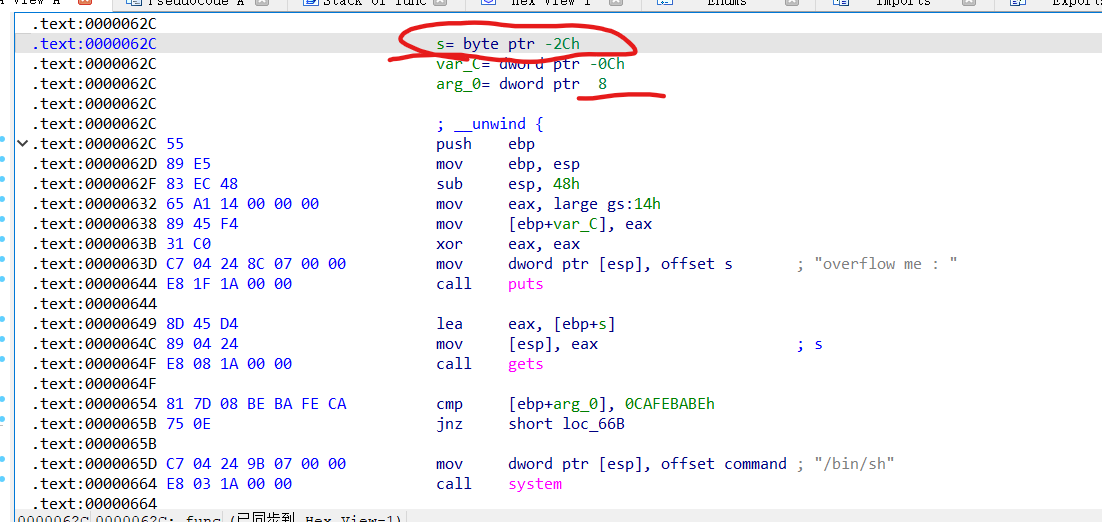 View A Pseudocode A Stack of func Hex View 1 Enums Imports Exports
.text:0000062C
.text:0000062C s= byte ptr -2Ch
.text:0000062C var_C= dword ptr -0Ch
.text:0000062C arg_0= dword ptr 8
.text:0000062C
.text:0000062C ; __unwind {
.text:0000062C 55 push ebp
.text:0000062D 89 E5 mov ebp, esp
.text:0000062F 83 EC 48 sub esp, 48h
.text:00000632 65 A1 14 00 00 00 mov eax, large gs:14h
.text:00000638 89 45 F4 mov [ebp+var_C], eax
.text:0000063B 31 C0 xor eax, eax
.text:0000063D C7 04 24 8C 07 00 00 mov dword ptr [esp], offset s ; "overflow me : "
.text:00000644 E8 1F 1A 00 00 call puts
.text:00000644
.text:00000649 8D 45 D4 lea eax, [ebp+s]
.text:0000064C 89 04 24 mov [esp], eax ; s
.text:0000064F E8 08 1A 00 00 call gets
.text:0000064F
.text:00000654 81 7D 08 BE BA FE CA cmp [ebp+arg_0], 0CAFEBABEh
.text:0000065B 75 0E jnz short loc_66B
.text:0000065B
.text:0000065D C7 04 24 9B 07 00 00 mov dword ptr [esp], offset command ; "/bin/sh"
.text:00000664 E8 03 1A 00 00 call system
.text:00000664
0000062C 0000062C: func (已同步到 Hex View-1)